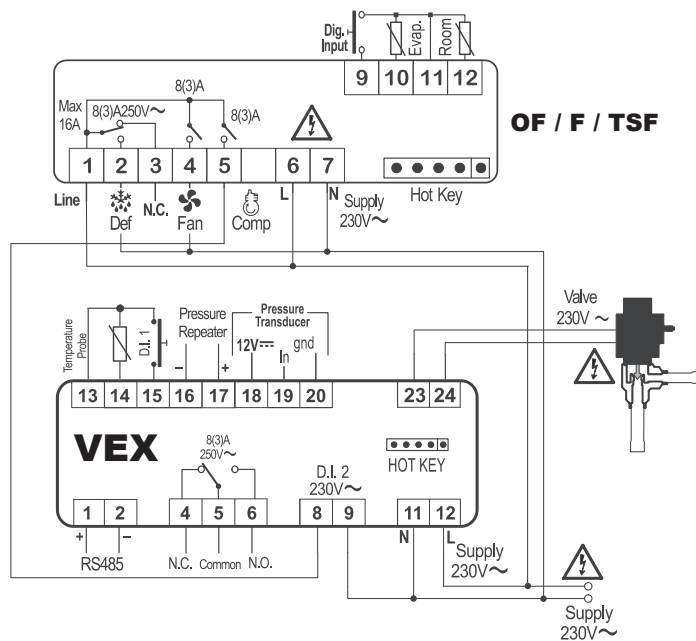 Dig.
Input
Evap.
Room
9 10 11 12
8(3)A
Max
16A
8(3)A250V~
8(3)A
OF / F / TSF
1 2 3 4 5 6 7
Hot Key
Line
N.C.
L
N
Supply
230V~
Def
Fan
Comp
Valve
230V~
Temperature
Probe
D.I. 1
Pressure
Repeater
Pressure
Transducer
12V
In
gnd
– +
13 14 15 16 17 18 19 20 23 24
VEX
8(3)A
250V~
HOT KEY
D.I. 2
230V~
1 2 4 5 6 8 9 11 12
+ –
RS485
N.C. Common N.O.
N
L
Supply
230V~
Supply
230V~